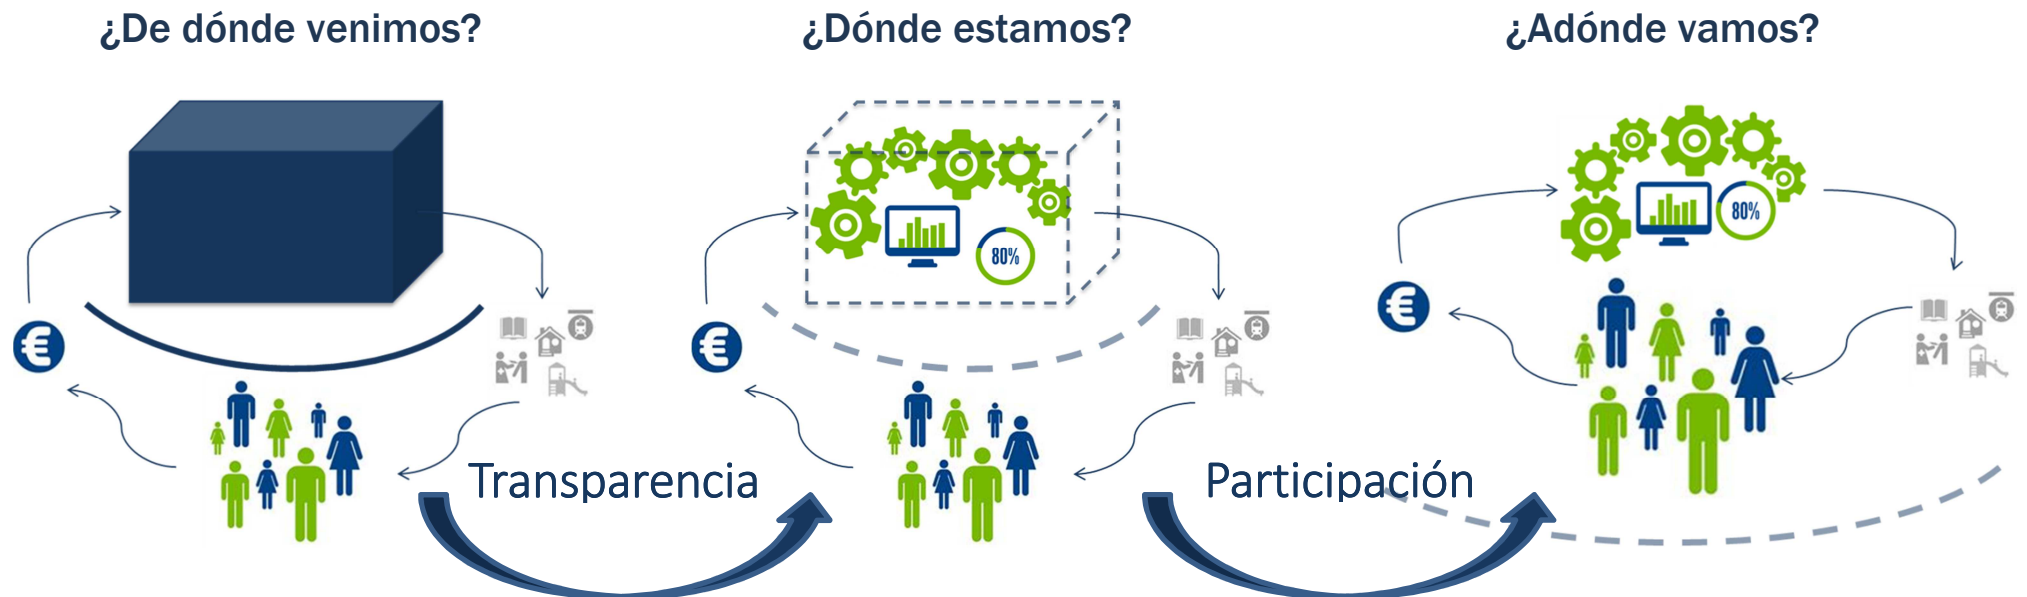 ¿De dónde venimos?
¿Dónde estamos?
¿Adónde vamos?
80%
80%
€
€
€
Transparencia
Participación